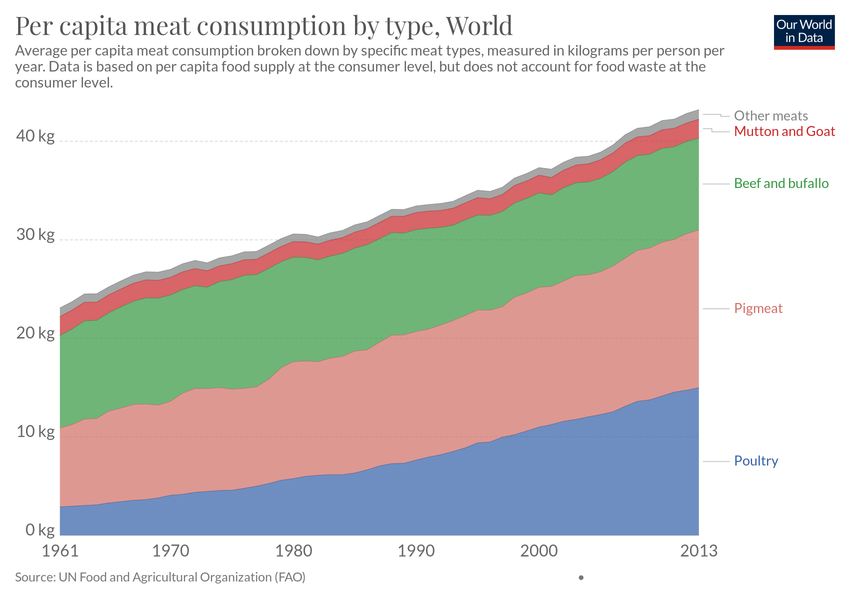 Per capita meat consumption by type, World
Our World
in Data
Average per capita meat consumption broken down by specific meat types, measured in kilograms per person per
year. Data is based on per capita food supply at the consumer level, but does not account for food waste at the
consumer level.
Other meats
Mutton and Goat
40 kg
Beef and bufallo
30 kg
Pigmeat
20 kg
10 kg
Poultry
0 kg
1961 1970 1980 1990 2000 2013
Source: UN Food and Agricultural Organization (FAO)